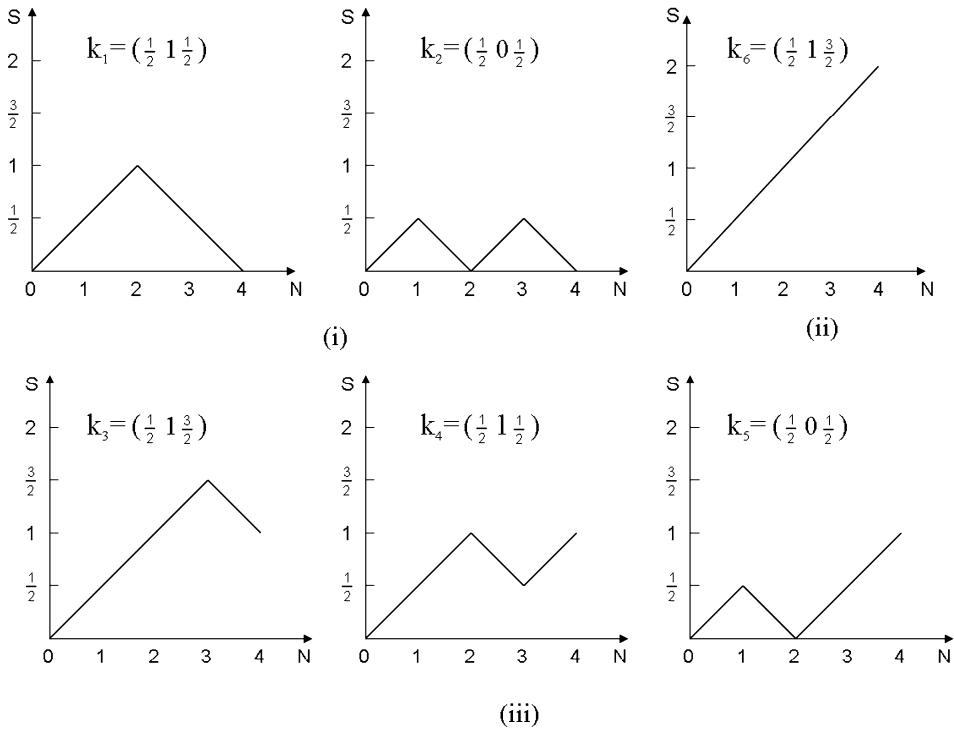 S S S
k₁= (½ 1 ½) k₂= (½ 0 ½) k₆= (½ 1 3/2)
2 2 2
3/2 3/2 3/2
1 1 1
½ ½ ½
0 1 2 3 4 N 0 1 2 3 4 N 0 1 2 3 4 N
(i) (ii)
S S S
k₃= (½ 1 3/2) k₄= (½ 1 ½) k₅= (½ 0 ½)
2 2 2
3/2 3/2 3/2
1 1 1
½ ½ ½
0 1 2 3 4 N 0 1 2 3 4 N 0 1 2 3 4 N
(iii)